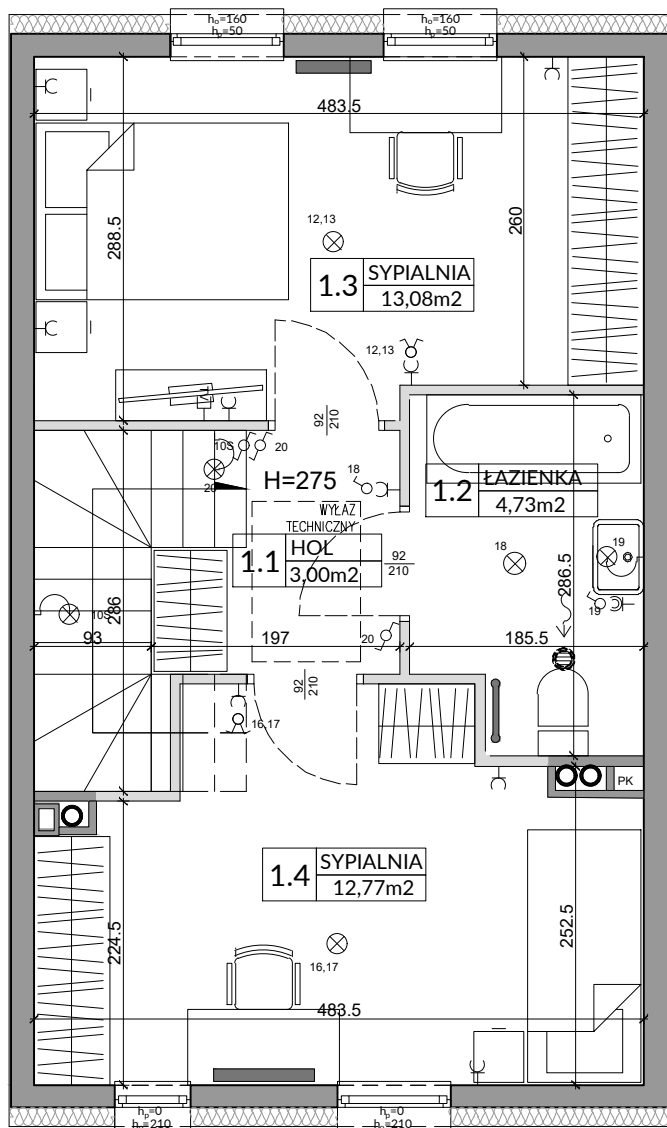 hₒ=160
hₚ=50
hₒ=160
hₚ=50
483.5
288.5
260
12,13
1.3 SYPIALNIA
13,08m2
12,13
92
210
10S
20
20
H=275
18
1.2 ŁAZIENKA
4,73m2
WYŁAZ
TECHNICZNY
1.1 HOL
3,00m2
92
210
18
19
286.5
19
286
10S
93
197
20
185.5
92
210
16,17
PK
1.4 SYPIALNIA
12,77m2
224.5
252.5
16,17
483.5
hₚ=0
hₒ=210
hₚ=0
hₒ=210